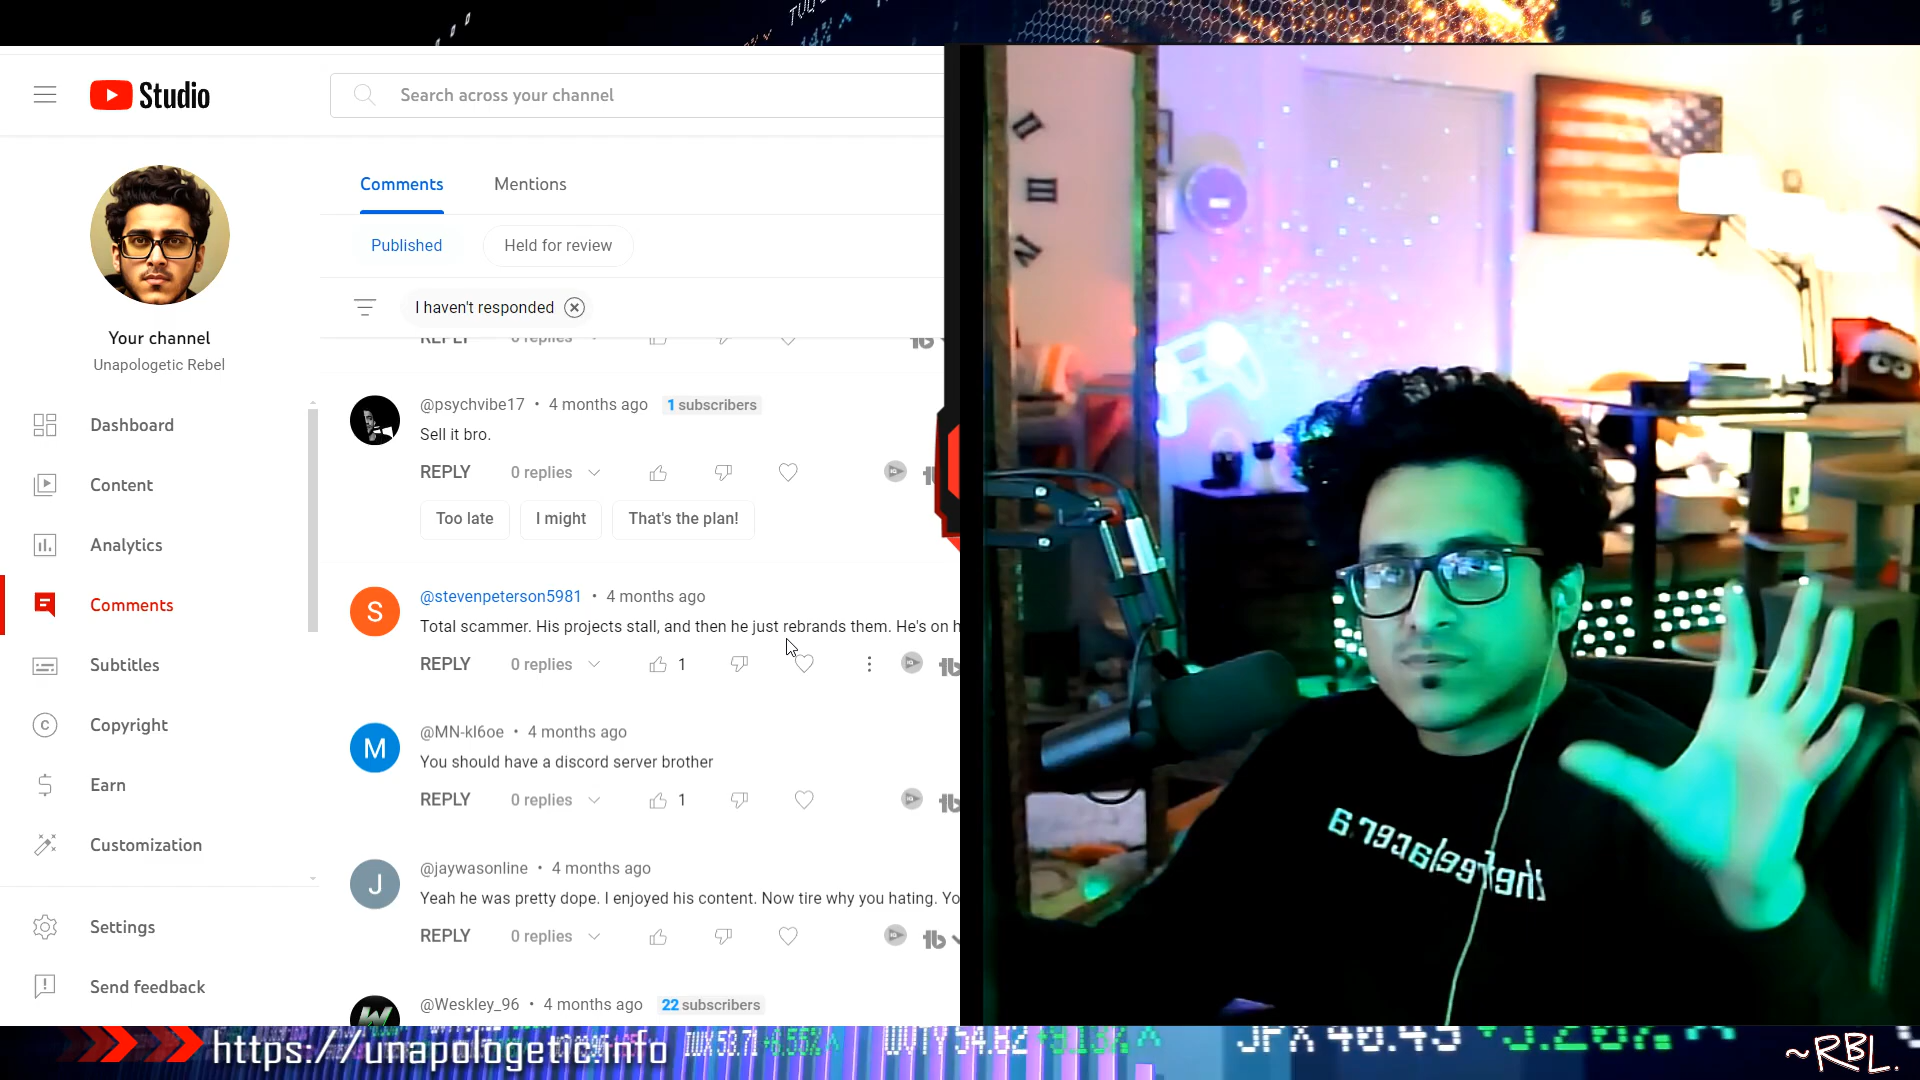 Studio
Search across your channel
Your channel
Unapologetic Rebel
Dashboard
Content
Analytics
Comments
Subtitles
Copyright
Earn
Customization
Settings
Send feedback
Comments
Mentions
Published
Held for review
I haven't responded
REPLY
0 replies
@psychvibe17 • 4 months ago 1 subscribers
Sell it bro.
REPLY 0 replies
Too late I might That's the plan!
S
@stevenpeterson5981 • 4 months ago
Total scammer. His projects stall, and then he just rebrands them. He's on
REPLY 0 replies 1
M
@MN-kl6oe • 4 months ago
You should have a discord server brother
REPLY 0 replies 1
J
@jaywasonline • 4 months ago
Yeah he was pretty dope. I enjoyed his content. Now tire why you hating.
REPLY 0 replies
@Weskley_96 • 4 months ago 22 subscribers
https://unapologetic.info
~RBL.